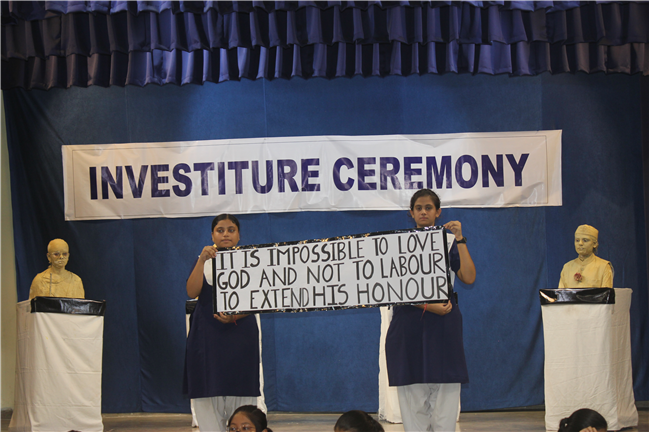 INVESTITURE CEREMONY
IT IS IMPOSSIBLE TO LOVE
GOD AND NOT TO LABOUR
TO EXTEND HIS HONOUR